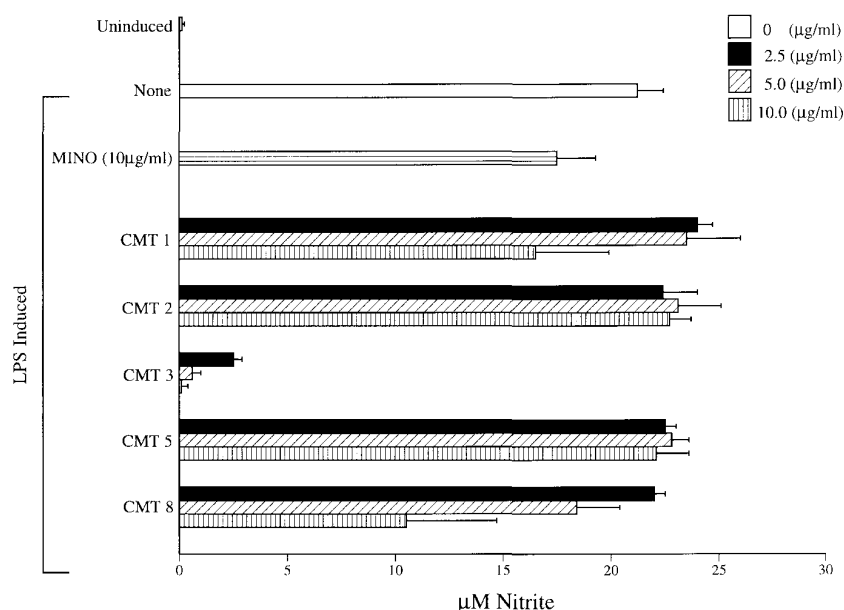 Uninduced
0 (µg/ml)
2.5 (µg/ml)
5.0 (µg/ml)
10.0 (µg/ml)
None
MINO (10µg/ml)
CMT 1
CMT 2
CMT 3
CMT 5
CMT 8
LPS Induced
0 5 10 15 20 25 30
µM Nitrite